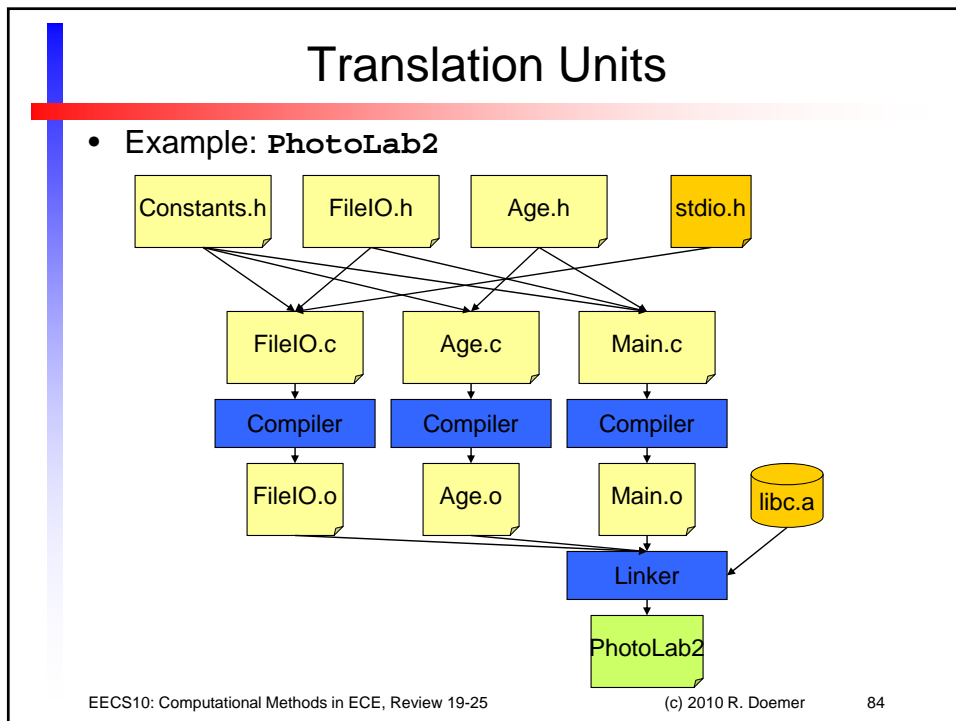 Translation Units
• Example: PhotoLab2
Constants.h FileIO.h Age.h stdio.h
FileIO.c Age.c Main.c
Compiler Compiler Compiler
FileIO.o Age.o Main.o libc.a
Linker
PhotoLab2
EECS10: Computational Methods in ECE, Review 19-25 (c) 2010 R. Doemer 84